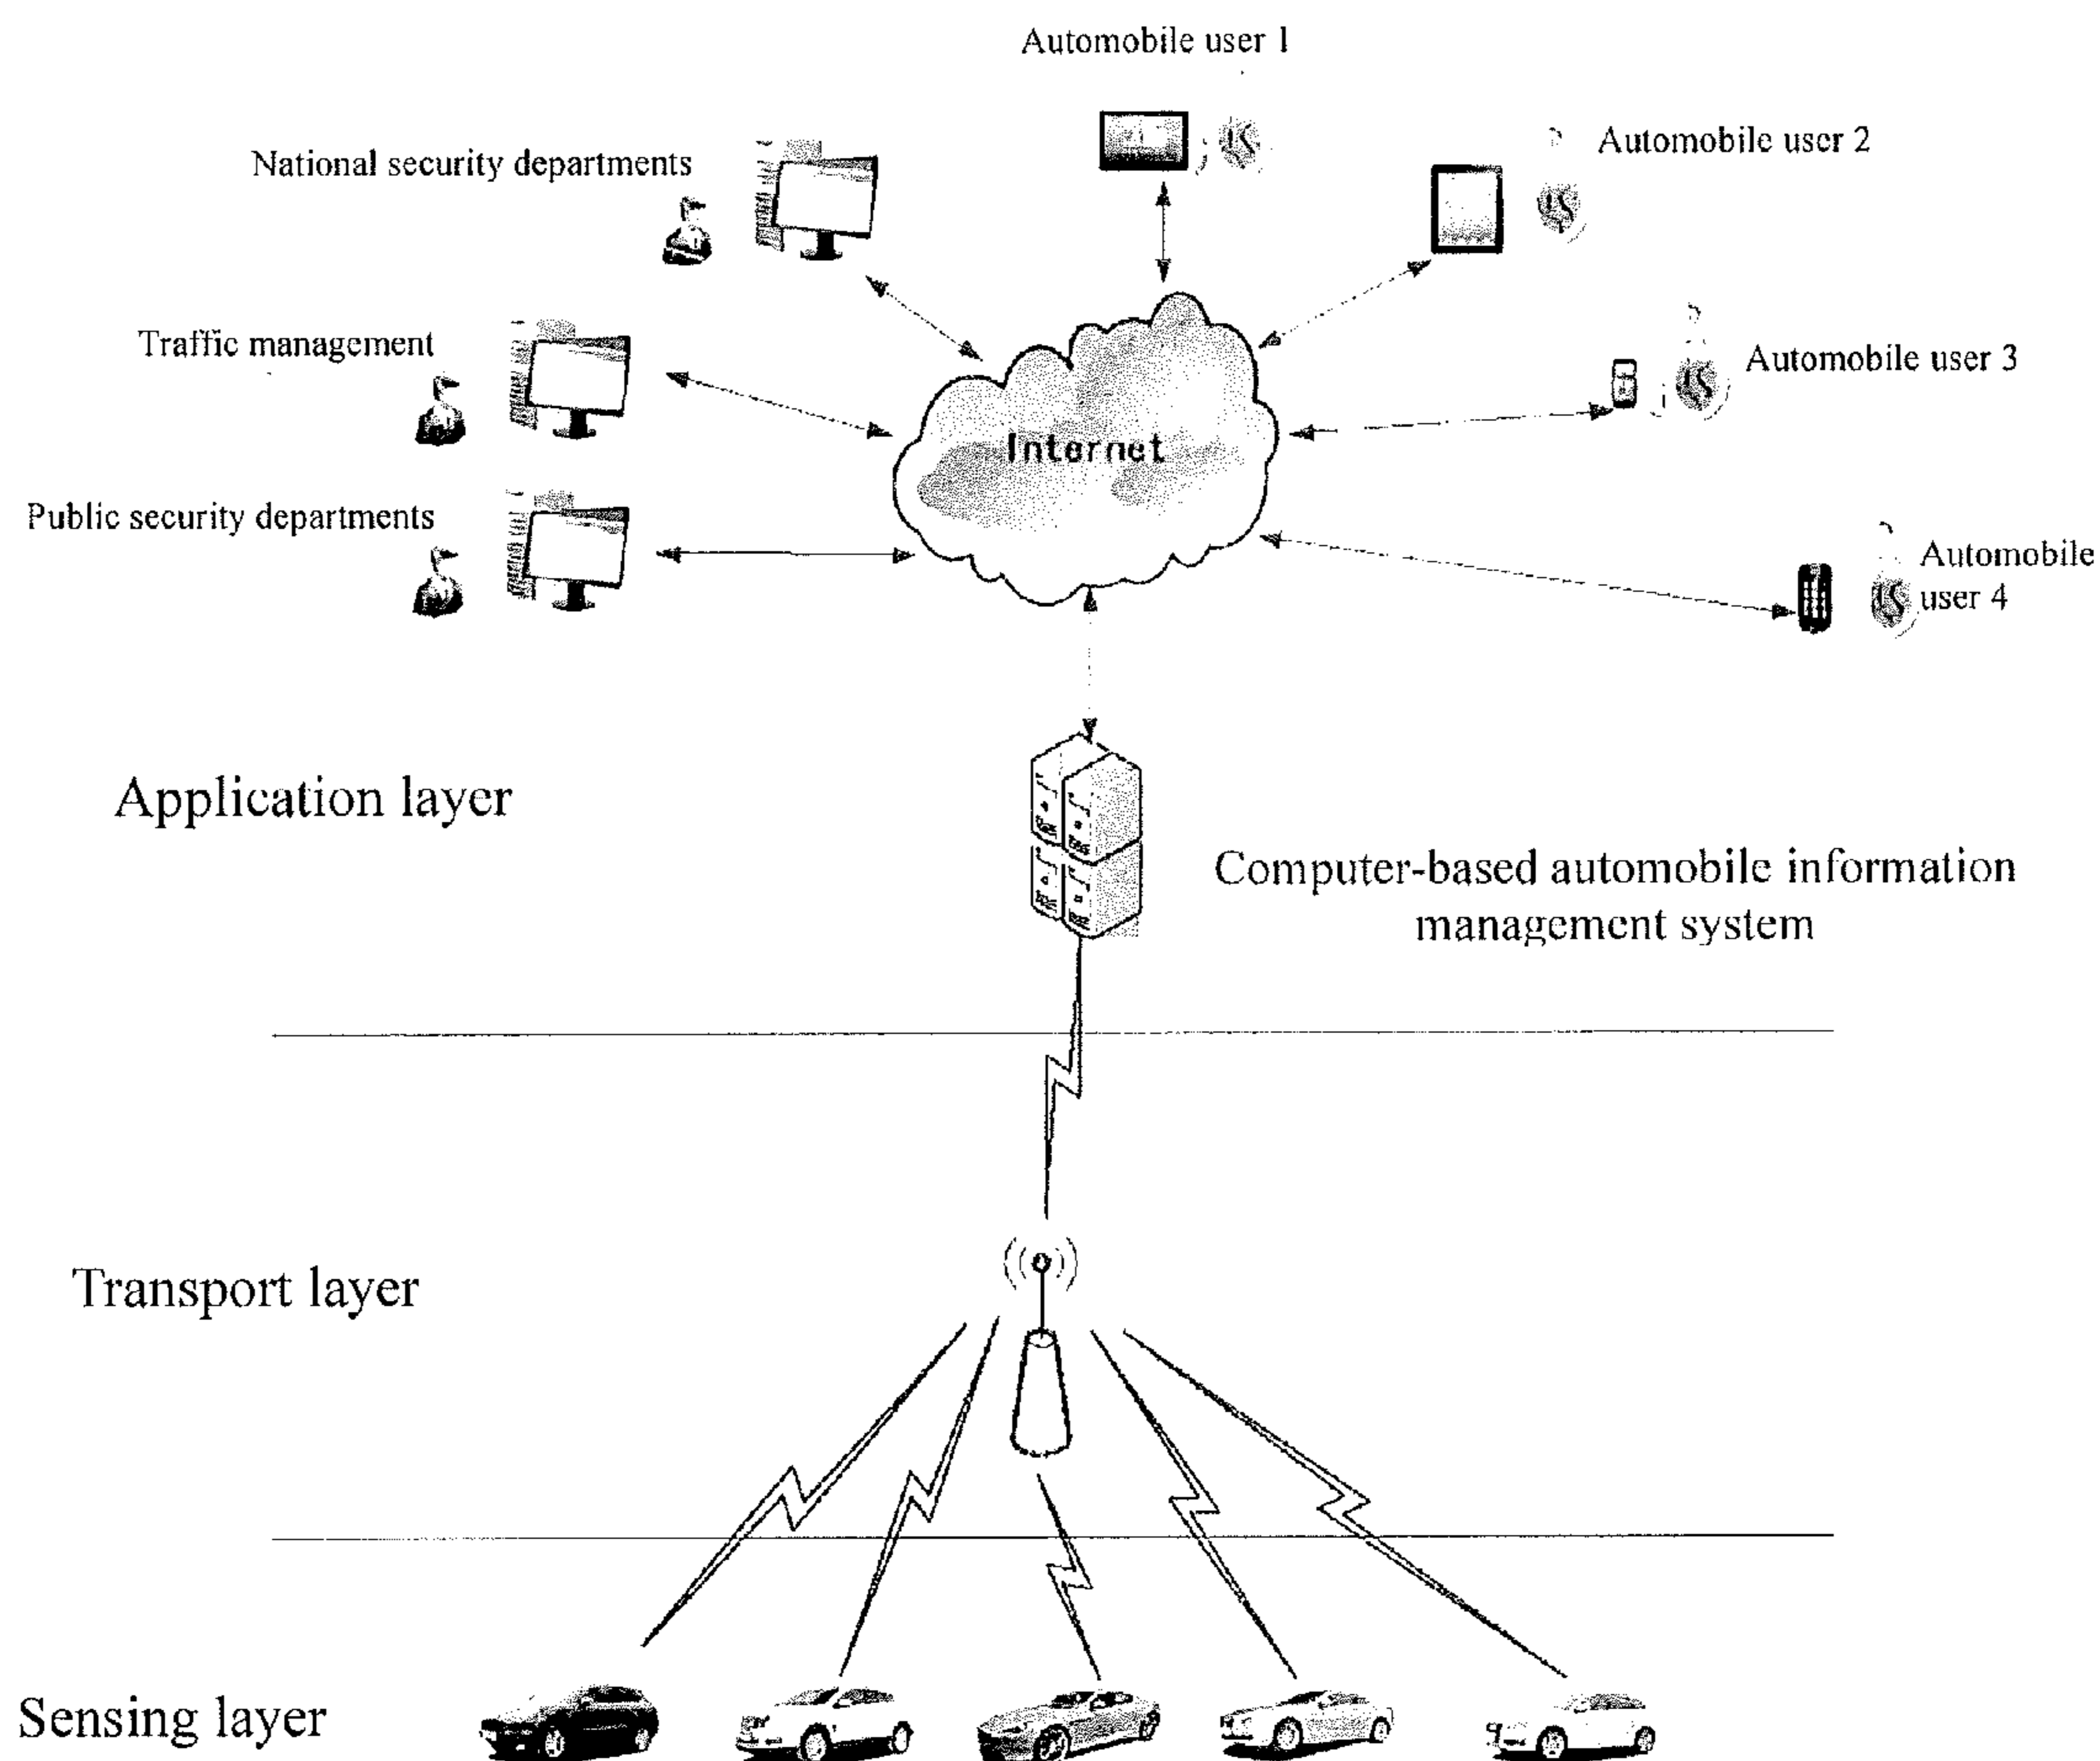 Automobile user 1
Automobile user 2
National security departments
Traffic management
Automobile user 3
Internet
Public security departments
Automobile
user 4
Application layer
Computer-based automobile information
management system
Transport layer
Sensing layer